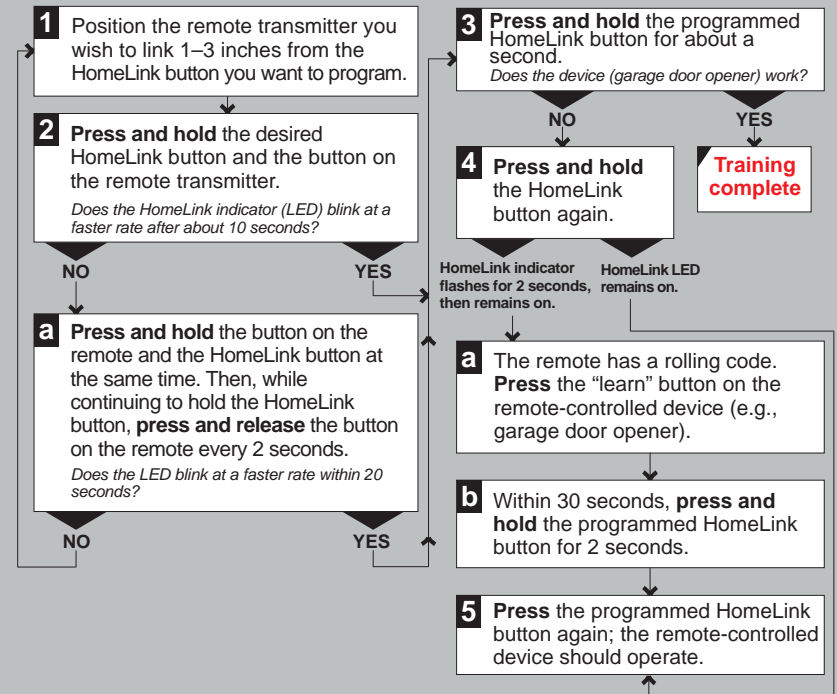 1 Position the remote transmitter you
wish to link 1–3 inches from the
HomeLink button you want to program.
2 Press and hold the desired
HomeLink button and the button on
the remote transmitter.
Does the HomeLink indicator (LED) blink at a
faster rate after about 10 seconds?
NO YES
a Press and hold the button on the
remote and the HomeLink button at
the same time. Then, while
continuing to hold the HomeLink
button, press and release the button
on the remote every 2 seconds.
Does the LED blink at a faster rate within 20
seconds?
NO YES
3 Press and hold the programmed
HomeLink button for about a
second.
Does the device (garage door opener) work?
NO YES
4 Press and hold
the HomeLink
button again.
Training
complete
HomeLink indicator
flashes for 2 seconds,
then remains on.
HomeLink LED
remains on.
a The remote has a rolling code.
Press the “learn” button on the
remote-controlled device (e.g.,
garage door opener).
b Within 30 seconds, press and
hold the programmed HomeLink
button for 2 seconds.
5 Press the programmed HomeLink
button again; the remote-controlled
device should operate.